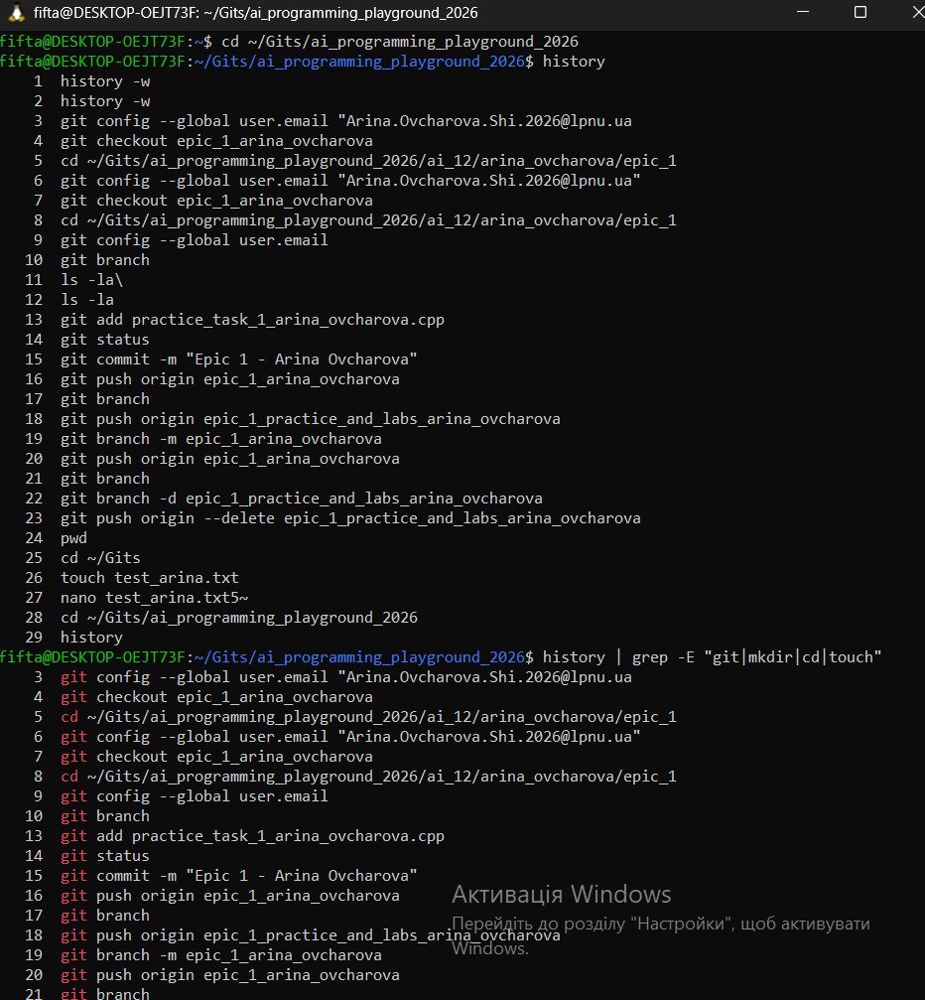 fifta@DESKTOP-OEJT73F: ~/Gits/ai_programming_playground_2026
fifta@DESKTOP-OEJT73F:~$ cd ~/Gits/ai_programming_playground_2026
fifta@DESKTOP-OEJT73F:~/Gits/ai_programming_playground_2026$ history
1 history -w
2 history -w
3 git config --global user.email "Arina.Ovcharova.Shi.2026@lpnu.ua
4 git checkout epic_1_arina_ovcharova
5 cd ~/Gits/ai_programming_playground_2026/ai_12/arina_ovcharova/epic_1
6 git config --global user.email "Arina.Ovcharova.Shi.2026@lpnu.ua"
7 git checkout epic_1_arina_ovcharova
8 cd ~/Gits/ai_programming_playground_2026/ai_12/arina_ovcharova/epic_1
9 git config --global user.email
10 git branch
11 ls -la\
12 ls -la
13 git add practice_task_1_arina_ovcharova.cpp
14 git status
15 git commit -m "Epic 1 - Arina Ovcharova"
16 git push origin epic_1_arina_ovcharova
17 git branch
18 git push origin epic_1_practice_and_labs_arina_ovcharova
19 git branch -m epic_1_arina_ovcharova
20 git push origin epic_1_arina_ovcharova
21 git branch
22 git branch -d epic_1_practice_and_labs_arina_ovcharova
23 git push origin --delete epic_1_practice_and_labs_arina_ovcharova
24 pwd
25 cd ~/Gits
26 touch test_arina.txt
27 nano test_arina.txt5~
28 cd ~/Gits/ai_programming_playground_2026
29 history
fifta@DESKTOP-OEJT73F:~/Gits/ai_programming_playground_2026$ history | grep -E "git|mkdir|cd|touch"
3 git config --global user.email "Arina.Ovcharova.Shi.2026@lpnu.ua
4 git checkout epic_1_arina_ovcharova
5 cd ~/Gits/ai_programming_playground_2026/ai_12/arina_ovcharova/epic_1
6 git config --global user.email "Arina.Ovcharova.Shi.2026@lpnu.ua"
7 git checkout epic_1_arina_ovcharova
8 cd ~/Gits/ai_programming_playground_2026/ai_12/arina_ovcharova/epic_1
9 git config --global user.email
10 git branch
13 git add practice_task_1_arina_ovcharova.cpp
14 git status
15 git commit -m "Epic 1 - Arina Ovcharova"
16 git push origin epic_1_arina_ovcharova
17 git branch
18 git push origin epic_1_practice_and_labs_arina_ovcharova
19 git branch -m epic_1_arina_ovcharova
20 git push origin epic_1_arina_ovcharova
21 git branch
Активація Windows
Перейдіть до розділу "Настройки", щоб активувати
Windows.